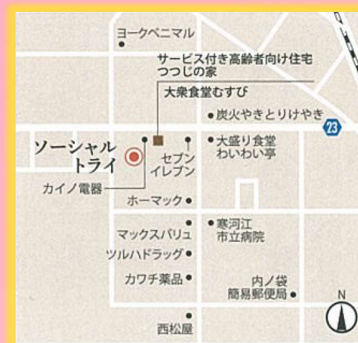 ヨークベニマル
サービス付き高齢者向け住宅
つつじの家
大衆食堂むすび
炭火やきとりけやき
23
ソーシャル
トライ
セブン
イレブン
大盛り食堂
わいわい亭
カイノ電器
ホーマック
マックスバリュ
寒河江
市立病院
ツルハドラッグ
カワチ薬品
内ノ袋
簡易郵便局
N
西松屋